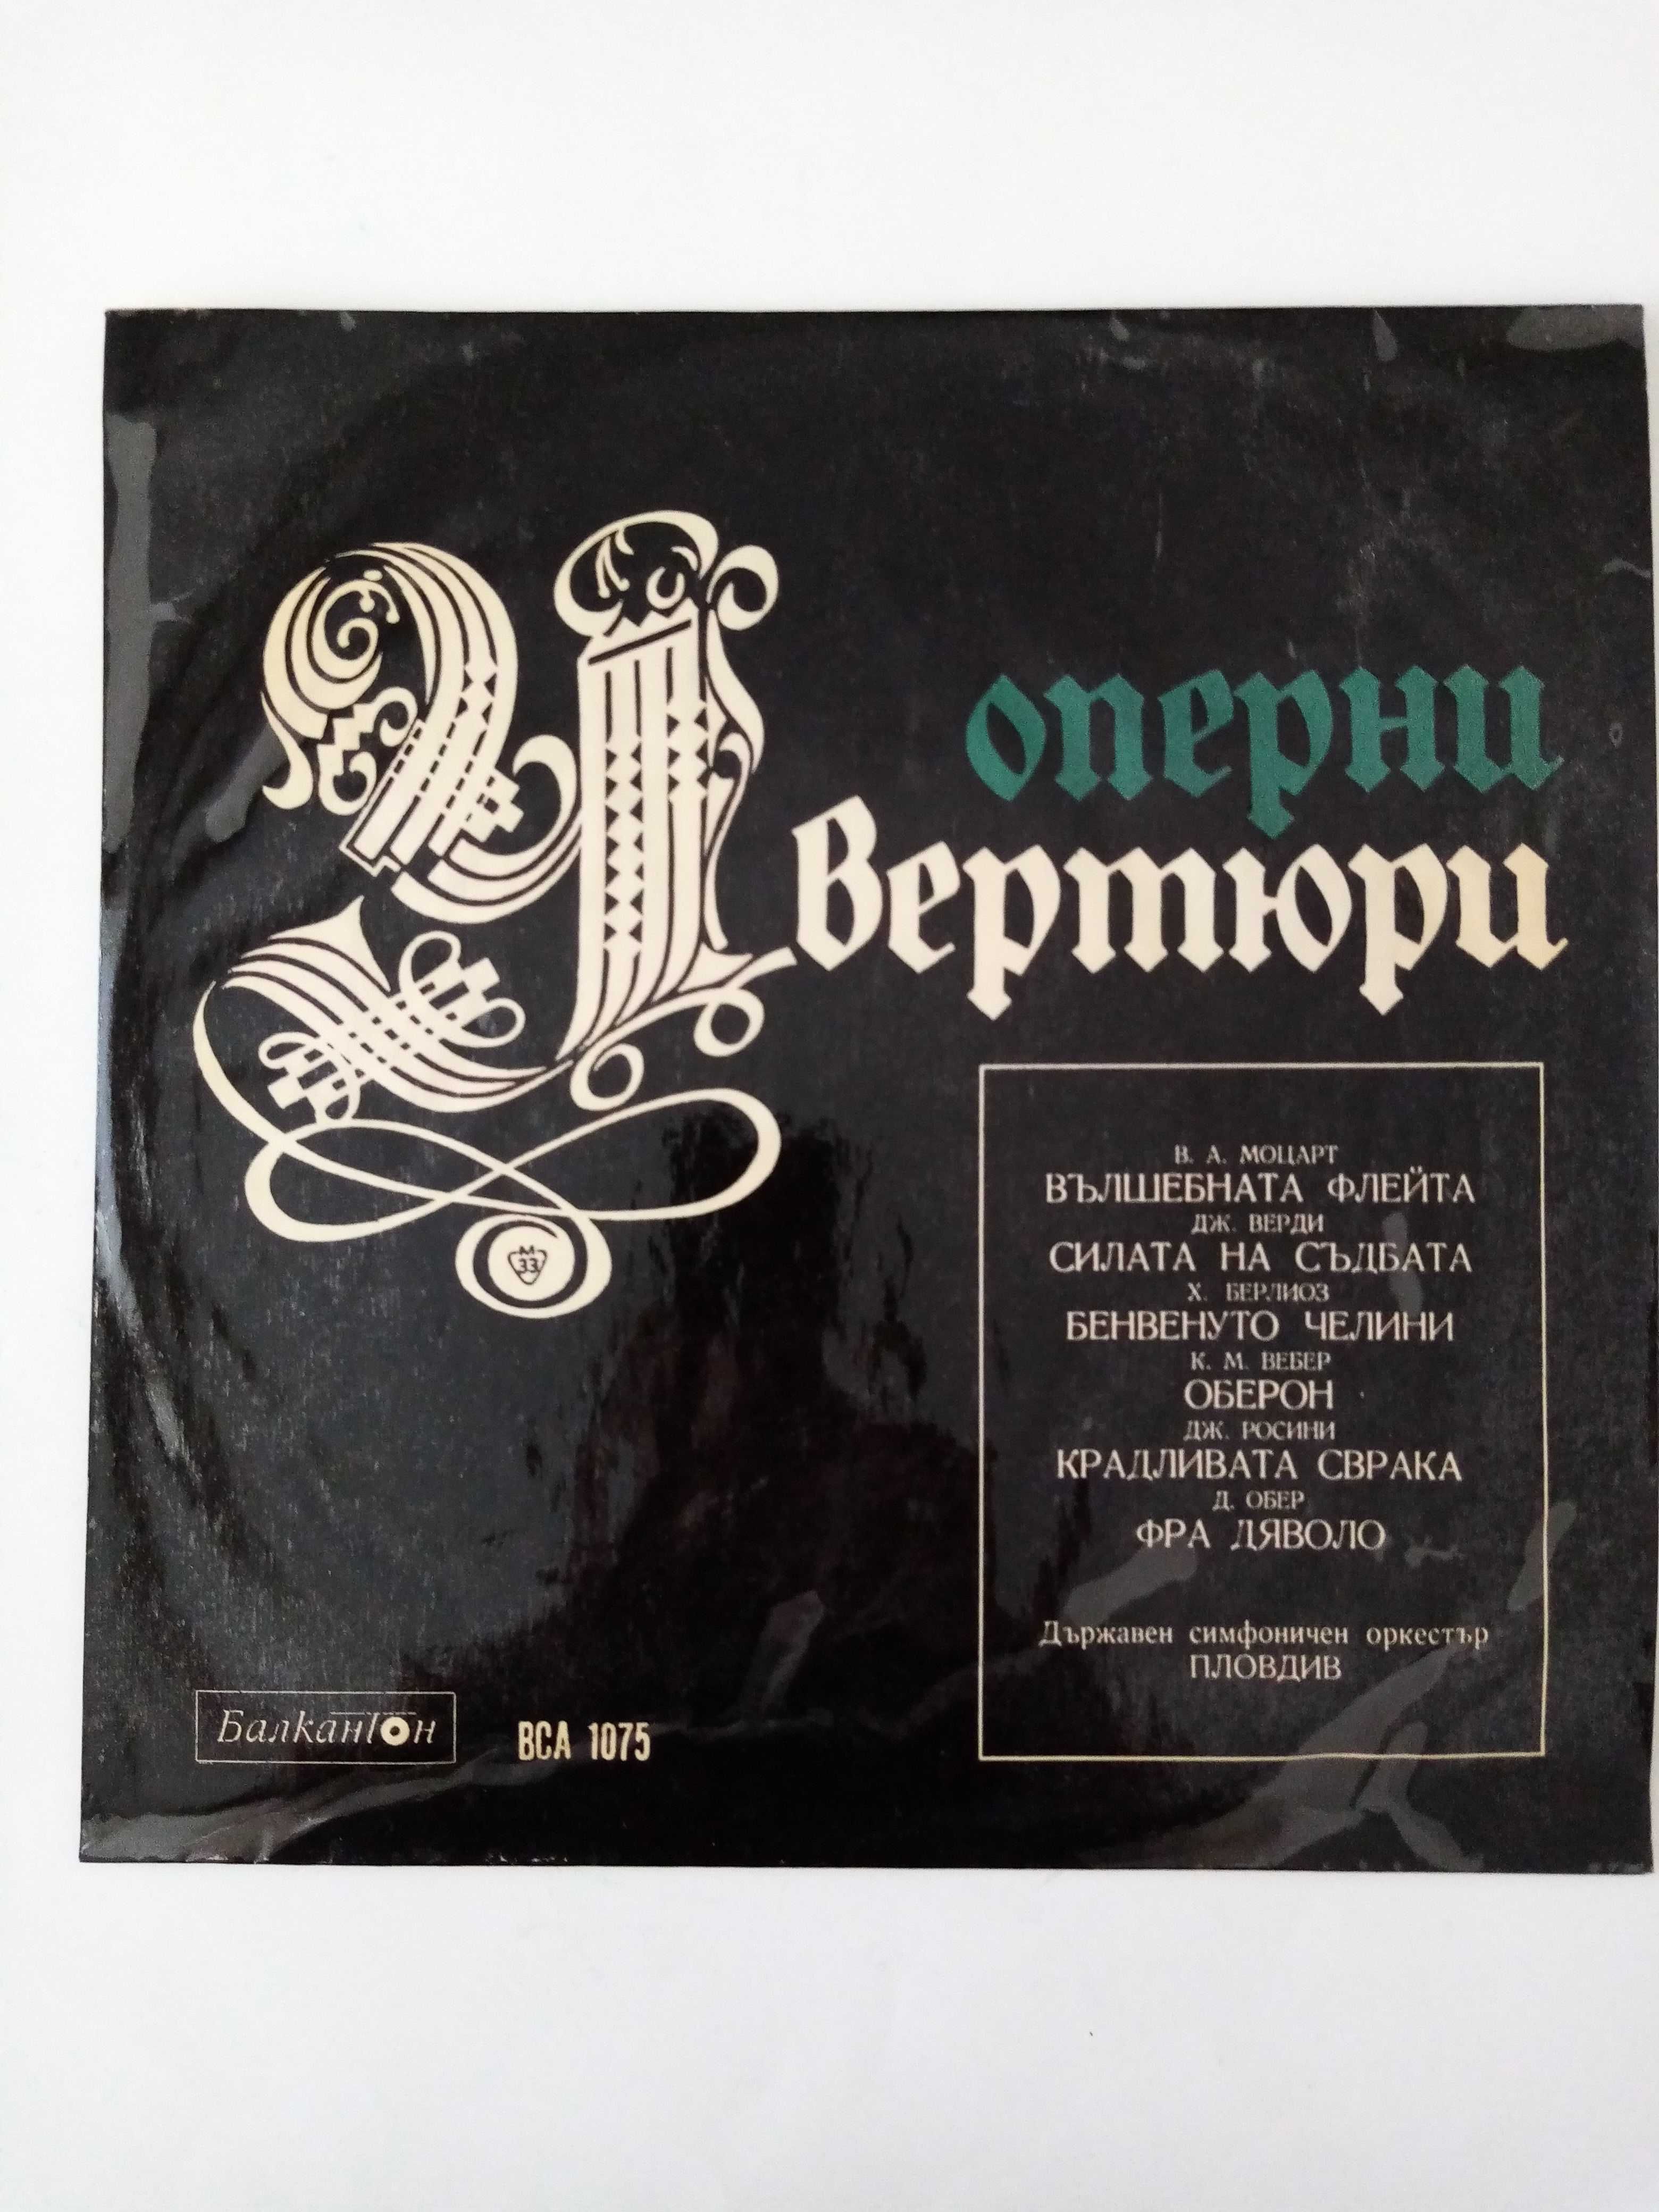 оперни
Увертюри
В. А. МОЦАРТ
ВЪЛШЕБНАТА ФЛЕЙТА
ДЖ. ВЕРДИ
СИЛАТА НА СЪДБАТА
Х. БЕРЛИОЗ
БЕНВЕНУТО ЧЕЛИНИ
К. М. ВЕБЕР
ОБЕРОН
ДЖ. РОСИНИ
КРАДЛИВАТА СВРАКА
Д. ОБЕР
ФРА ДЯВОЛО
Държавен симфоничен оркестър
ПЛОВДИВ
М
33
Балкантон
ВСА 1075